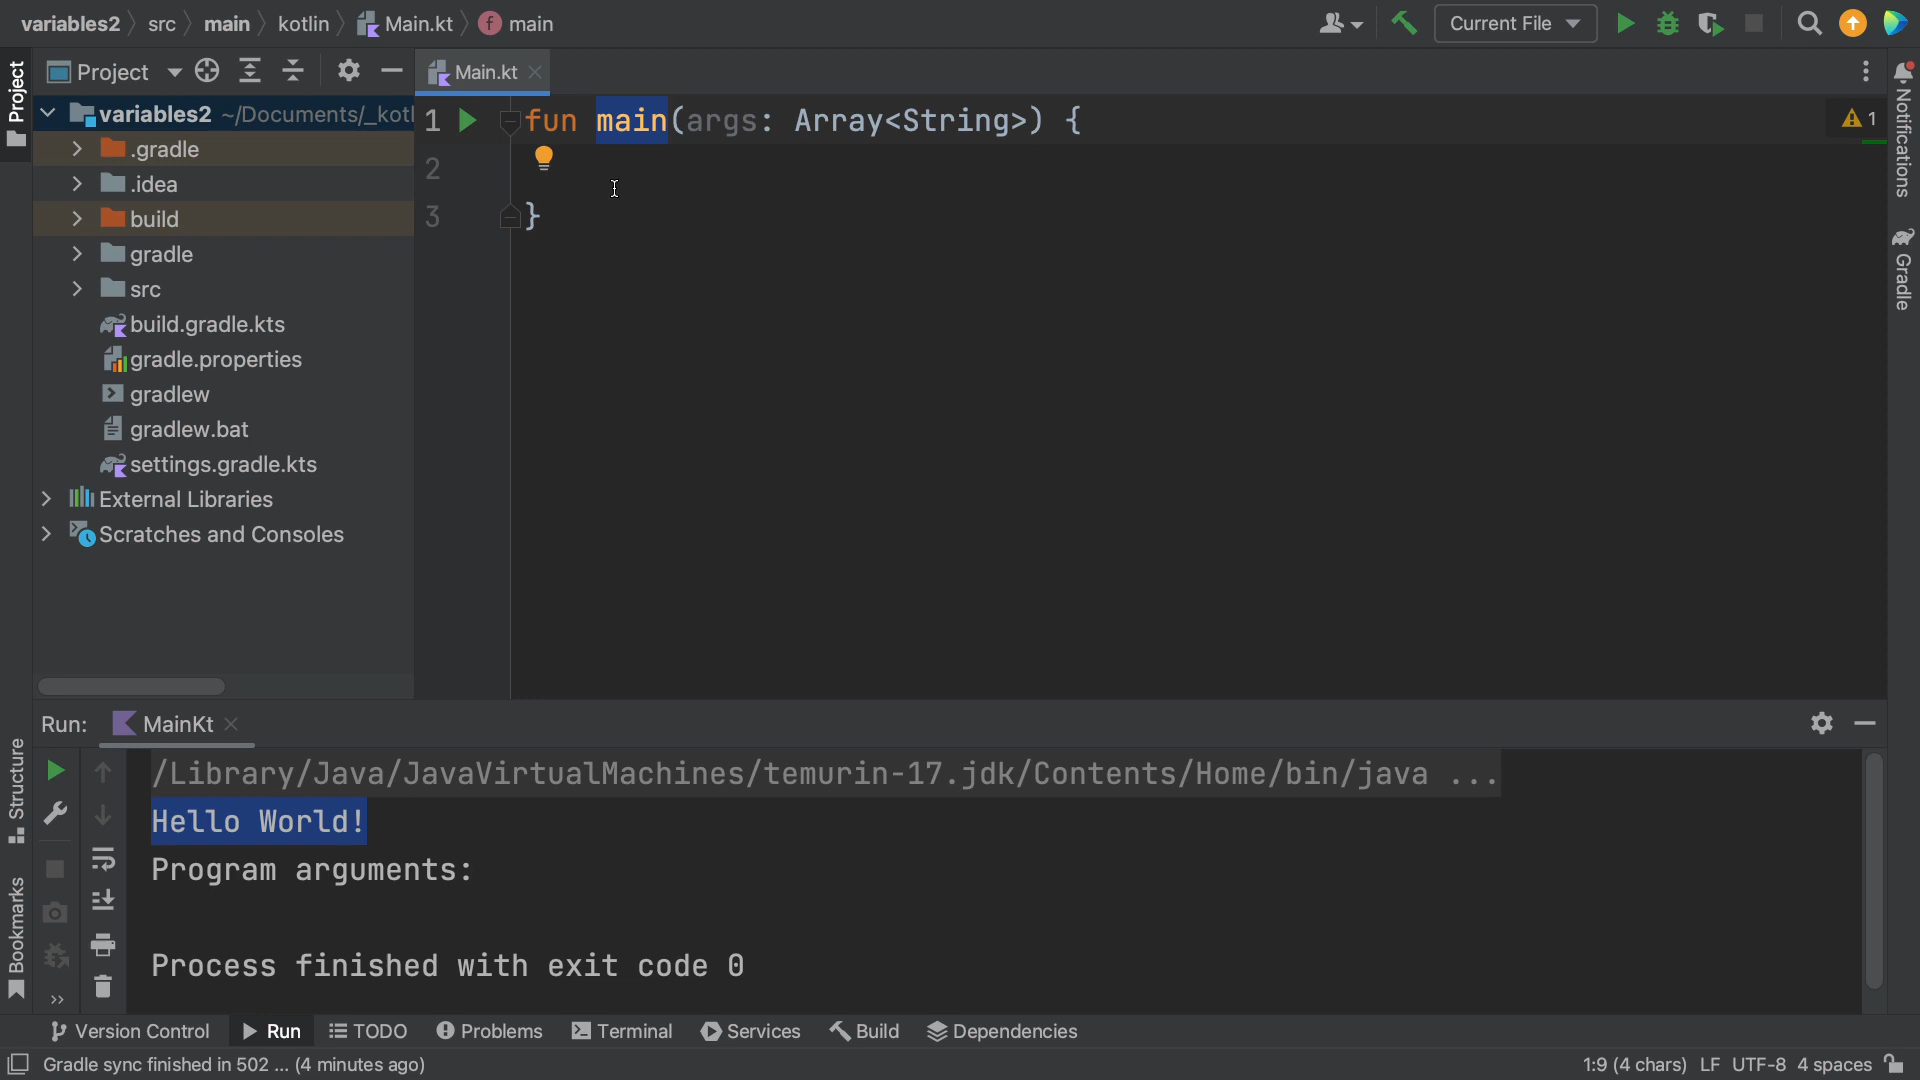 variables2 src main kotlin Main.kt main
Current File
Project
Project
Main.kt
variables2 ~/Documents/_kotl
.gradle
.idea
build
gradle
src
build.gradle.kts
gradle.properties
gradlew
gradlew.bat
settings.gradle.kts
External Libraries
Scratches and Consoles
1 fun main(args: Array<String>) {
2
3 }
1
Notifications
Gradle
Run: MainKt
/Library/Java/JavaVirtualMachines/temurin-17.jdk/Contents/Home/bin/java ...
Hello World!
Program arguments:
Process finished with exit code 0
Structure
Bookmarks
Version Control Run TODO Problems Terminal Services Build Dependencies
Gradle sync finished in 502 ... (4 minutes ago)
1:9 (4 chars) LF UTF-8 4 spaces